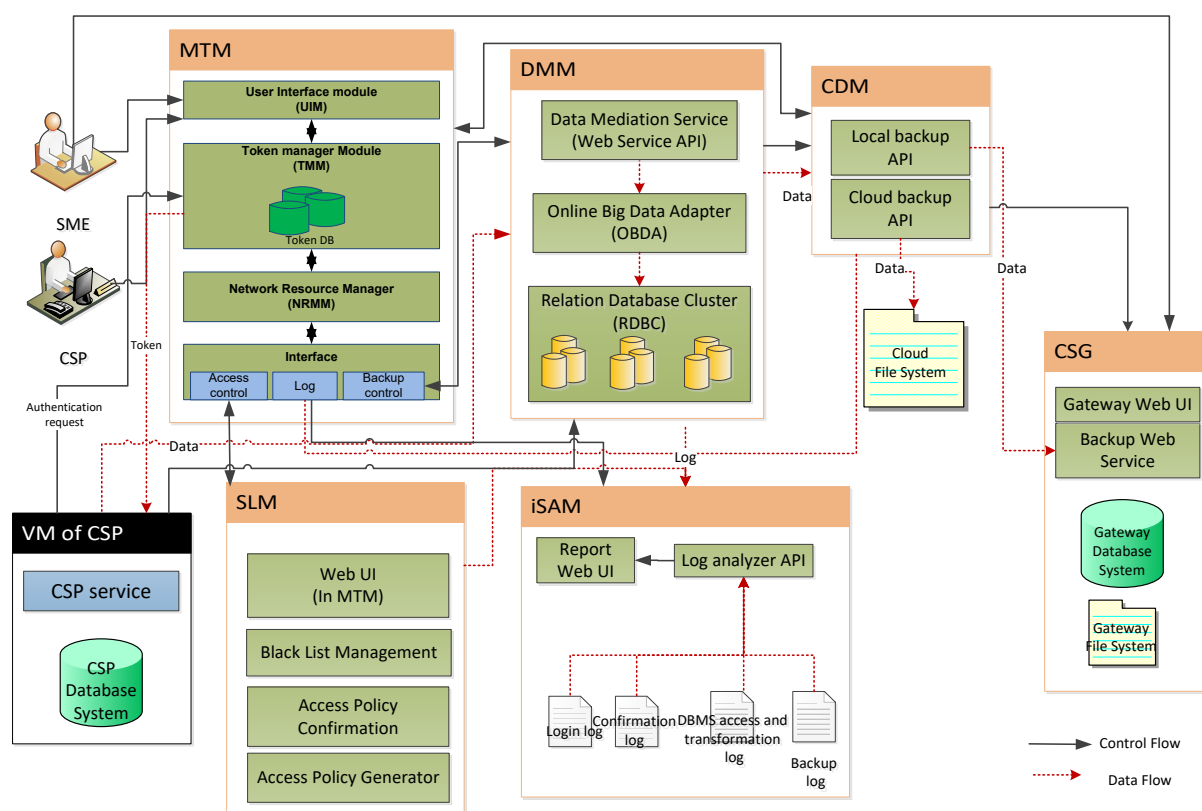 MTM
User Interface module
(UIM)
Token manager Module
(TMM)
Token DB
Network Resource Manager
(NRMM)
Interface
Access
control
Log
Backup
control
SME
CSP
Token
Authentication
request
Data
DMM
Data Mediation Service
(Web Service API)
Online Big Data Adapter
(OBDA)
Relation Database Cluster
(RDBC)
Data
Log
CDM
Local backup
API
Cloud backup
API
Data
Data
Cloud
File System
CSG
Gateway Web UI
Backup Web
Service
Gateway
Database
System
Gateway
File System
VM of CSP
CSP service
CSP
Database
System
SLM
Web UI
(In MTM)
Black List Management
Access Policy
Confirmation
Access Policy Generator
iSAM
Report
Web UI
Log analyzer API
Login log
Confirmation
log
DBMS access and
transformation
log
Backup
log
Control Flow
Data Flow